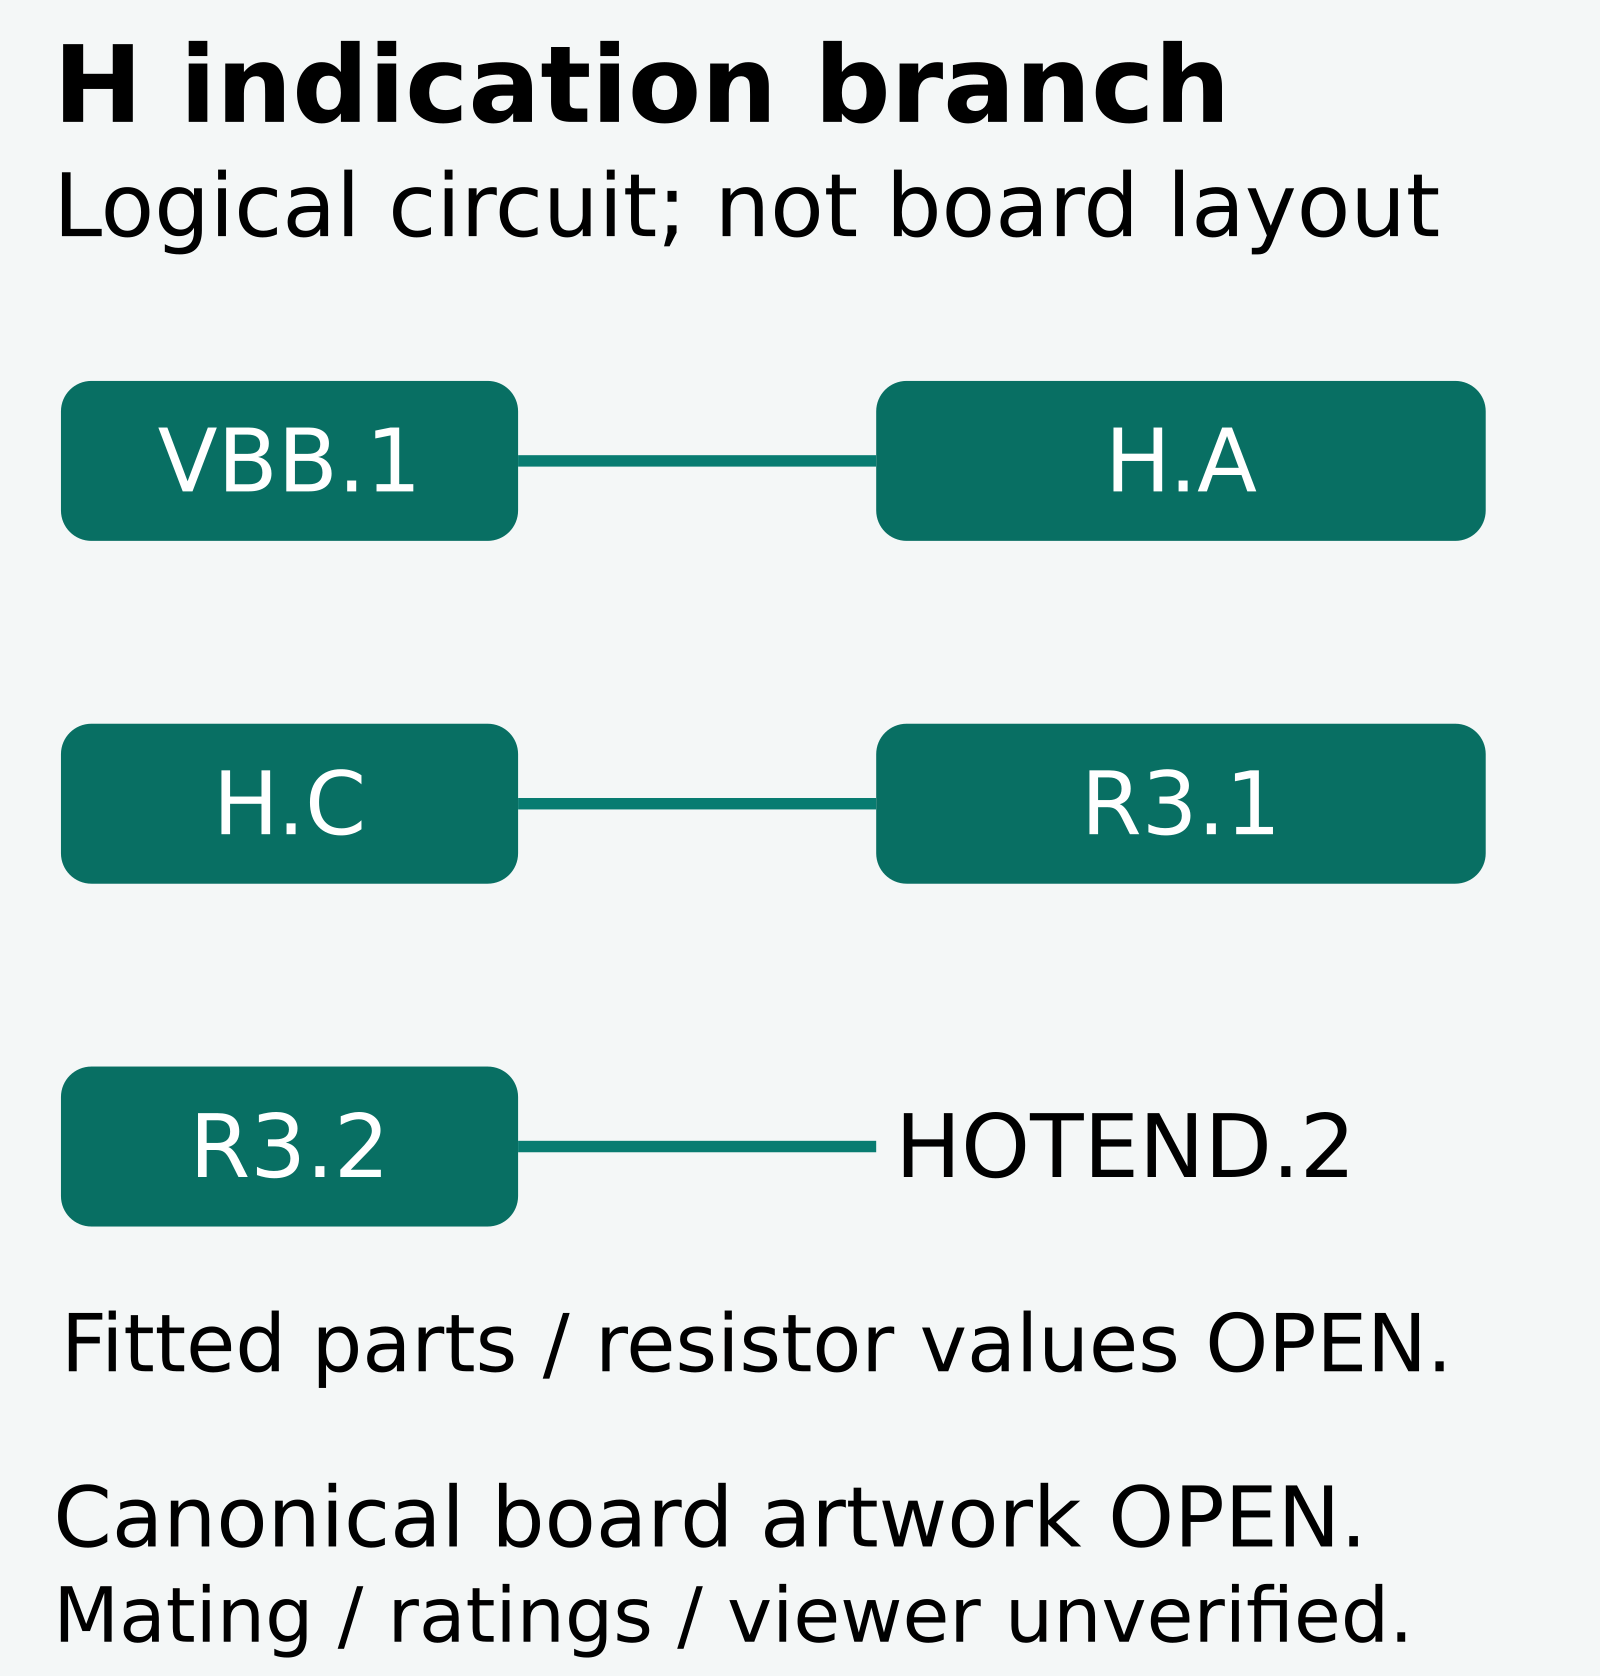 H indication branch
Logical circuit; not board layout
VBB.1 H.A
H.C R3.1
R3.2 HOTEND.2
Fitted parts / resistor values OPEN.
Canonical board artwork OPEN.
Mating / ratings / viewer unverified.